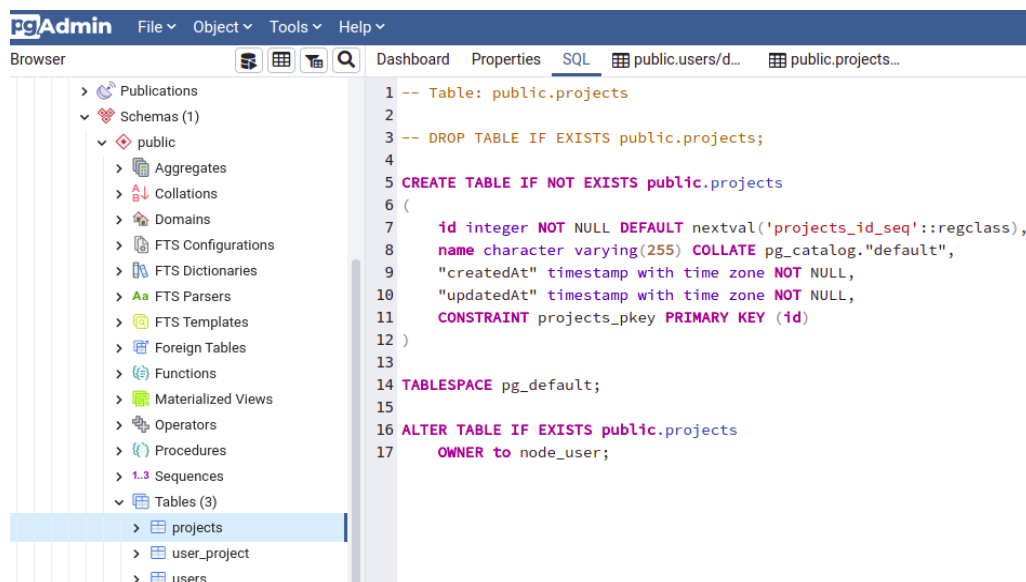 pgAdmin File Object Tools Help
Browser
Dashboard Properties SQL public.users/d... public.projects...
Publications
Schemas (1)
public
Aggregates
Collations
Domains
FTS Configurations
FTS Dictionaries
Aa FTS Parsers
FTS Templates
Foreign Tables
Functions
Materialized Views
Operators
Procedures
1..3 Sequences
Tables (3)
projects
user_project
users
1 -- Table: public.projects
2
3 -- DROP TABLE IF EXISTS public.projects;
4
5 CREATE TABLE IF NOT EXISTS public.projects
6 (
7 id integer NOT NULL DEFAULT nextval('projects_id_seq'::regclass),
8 name character varying(255) COLLATE pg_catalog."default",
9 "createdAt" timestamp with time zone NOT NULL,
10 "updatedAt" timestamp with time zone NOT NULL,
11 CONSTRAINT projects_pkey PRIMARY KEY (id)
12 )
13
14 TABLESPACE pg_default;
15
16 ALTER TABLE IF EXISTS public.projects
17 OWNER to node_user;